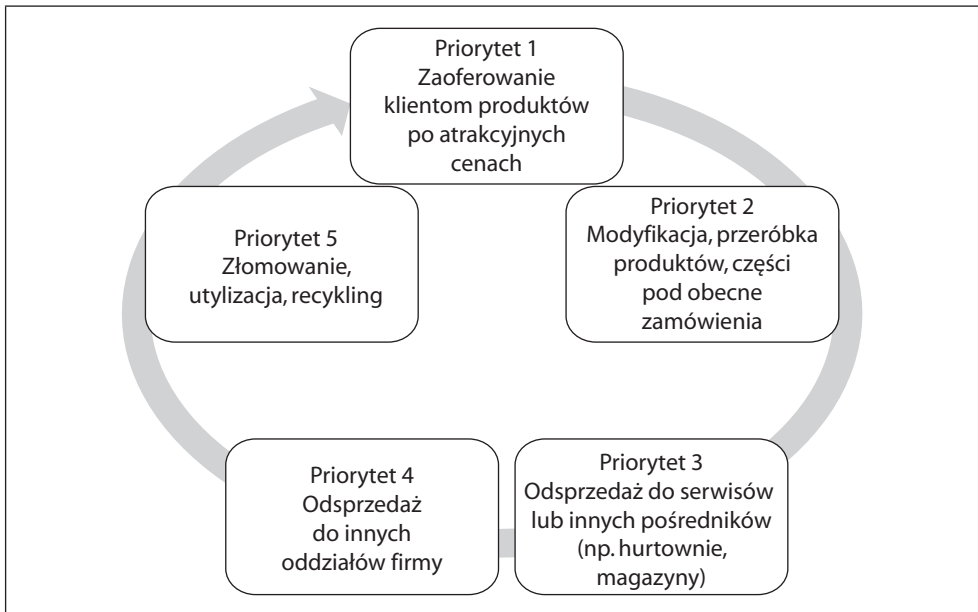 Priorytet 1
Zaoferowanie
klientom produktów
po atrakcyjnych
cenach
Priorytet 2
Modyfikacja, przeróbka
produktów, części
pod obecne
zamówienia
Priorytet 3
Odsprzedaż do serwisów
lub innych pośredników
(np. hurtownie,
magazyny)
Priorytet 4
Odsprzedaż
do innych
oddziałów firmy
Priorytet 5
Złomowanie,
utylizacja, recykling